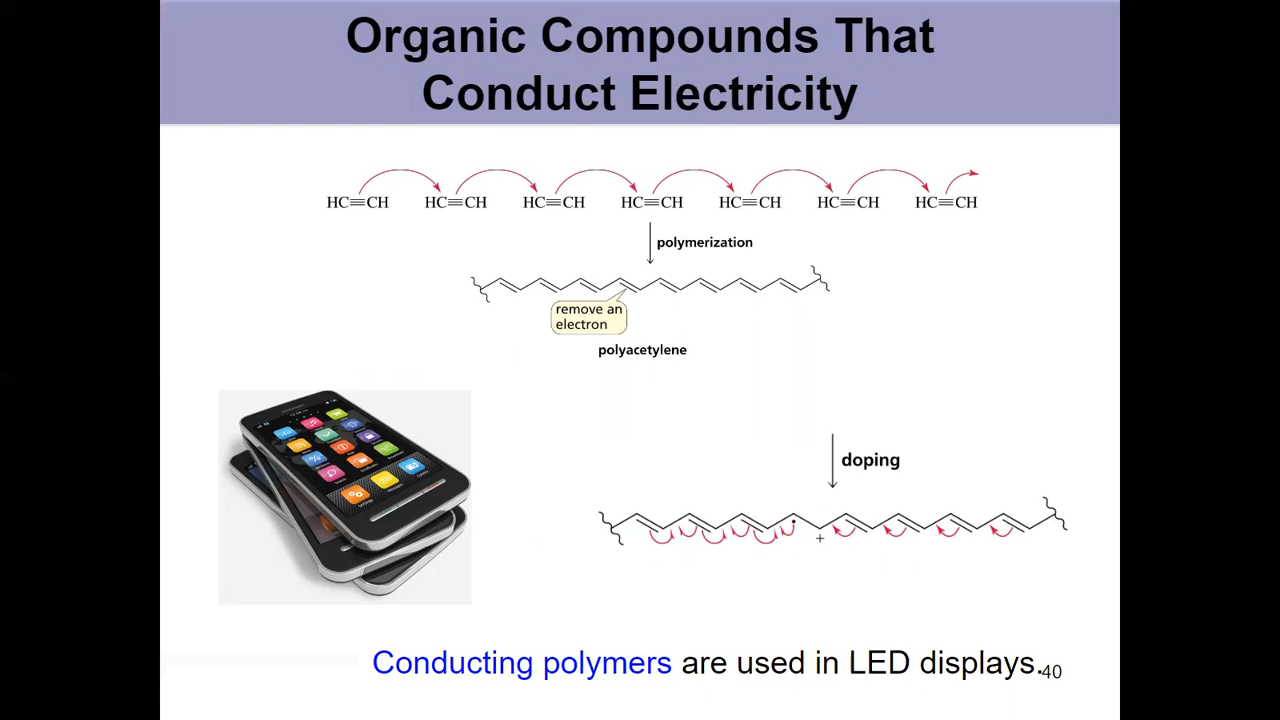 Organic Compounds That
Conduct Electricity
HC≡CH HC≡CH HC≡CH HC≡CH HC≡CH HC≡CH HC≡CH
polymerization
remove an
electron
polyacetylene
doping
+
Conducting polymers are used in LED displays.
40